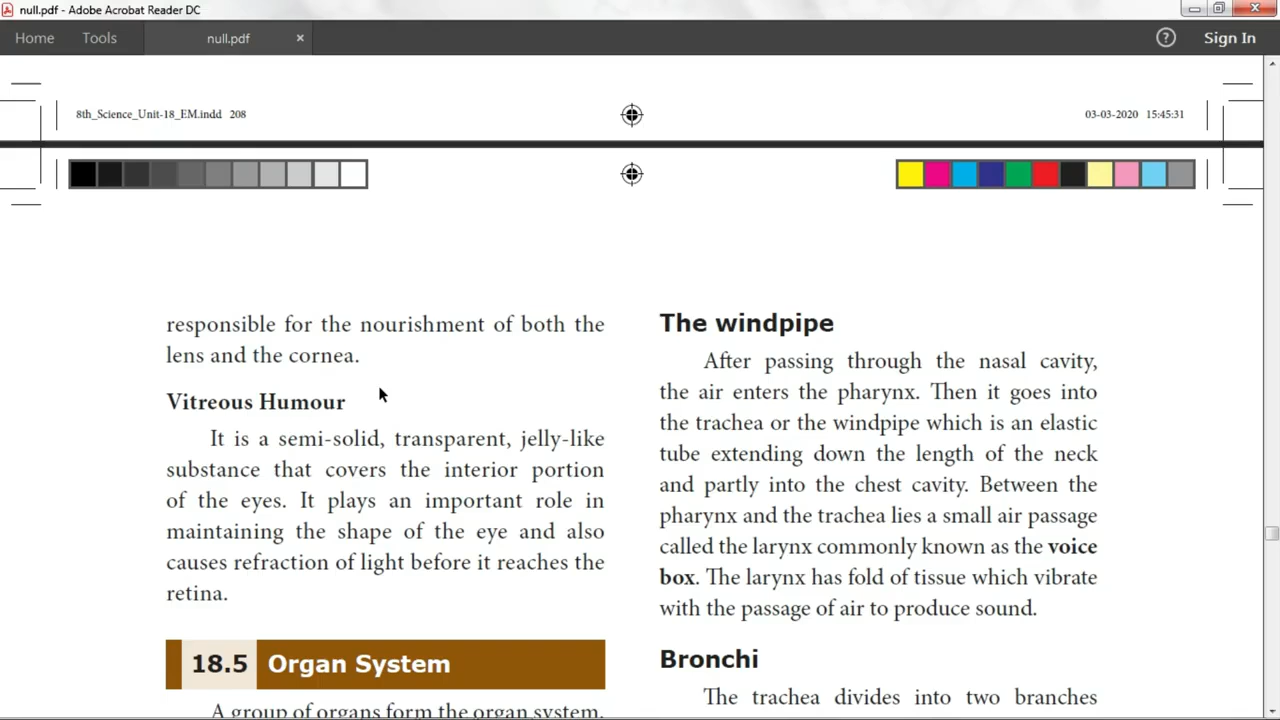 null.pdf - Adobe Acrobat Reader DC
Home Tools null.pdf × ? Sign In
8th_Science_Unit-18_EM.indd 208
03-03-2020 15:45:31
responsible for the nourishment of both the
lens and the cornea.
Vitreous Humour
It is a semi-solid, transparent, jelly-like
substance that covers the interior portion
of the eyes. It plays an important role in
maintaining the shape of the eye and also
causes refraction of light before it reaches the
retina.
18.5 Organ System
A group of organs form the organ system.
The windpipe
After passing through the nasal cavity,
the air enters the pharynx. Then it goes into
the trachea or the windpipe which is an elastic
tube extending down the length of the neck
and partly into the chest cavity. Between the
pharynx and the trachea lies a small air passage
called the larynx commonly known as the voice
box. The larynx has fold of tissue which vibrate
with the passage of air to produce sound.
Bronchi
The trachea divides into two branches